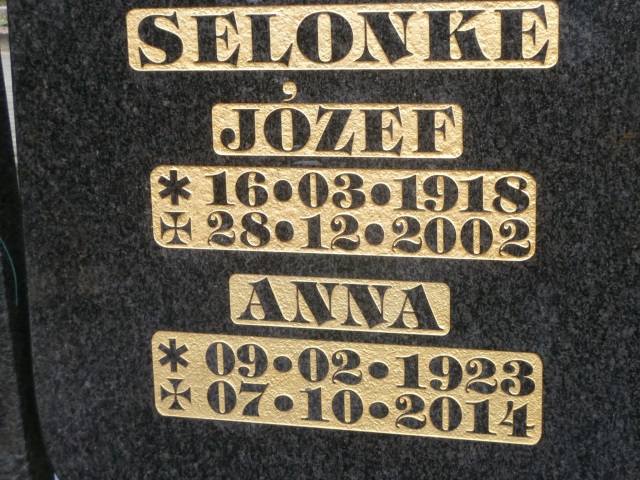 SELONKE
JÓZEF
* 16•03•1918
✠ 28•12•2002
ANNA
* 09•02•1923
✠ 07•10•2014